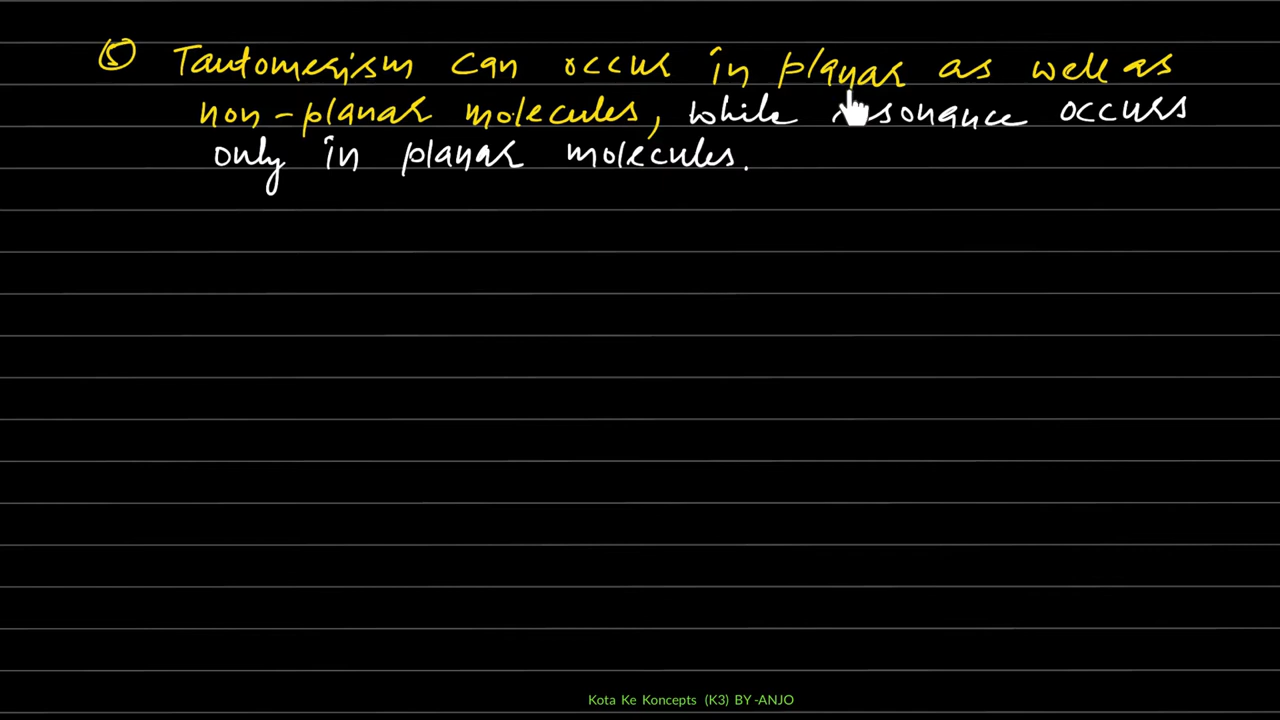 ⑤ Tautomerism can occur in planar as well as
non-planar molecules, while resonance occurs
only in planar molecules.
Kota Ke Koncepts (K3) BY -ANJO